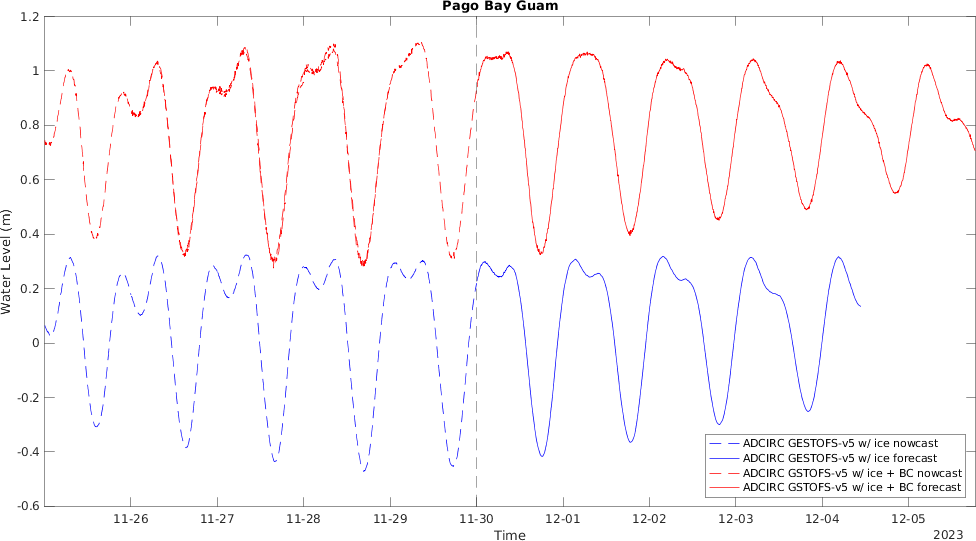 Pago Bay Guam
1.2
1
0.8
0.6
0.4
0.2
0
-0.2
-0.4
-0.6
Water Level (m)
11-26 11-27 11-28 11-29 11-30 12-01 12-02 12-03 12-04 12-05
Time
2023
ADCIRC GESTOFS-v5 w/ ice nowcast
ADCIRC GESTOFS-v5 w/ ice forecast
ADCIRC GSTOFS-v5 w/ ice + BC nowcast
ADCIRC GSTOFS-v5 w/ ice + BC forecast